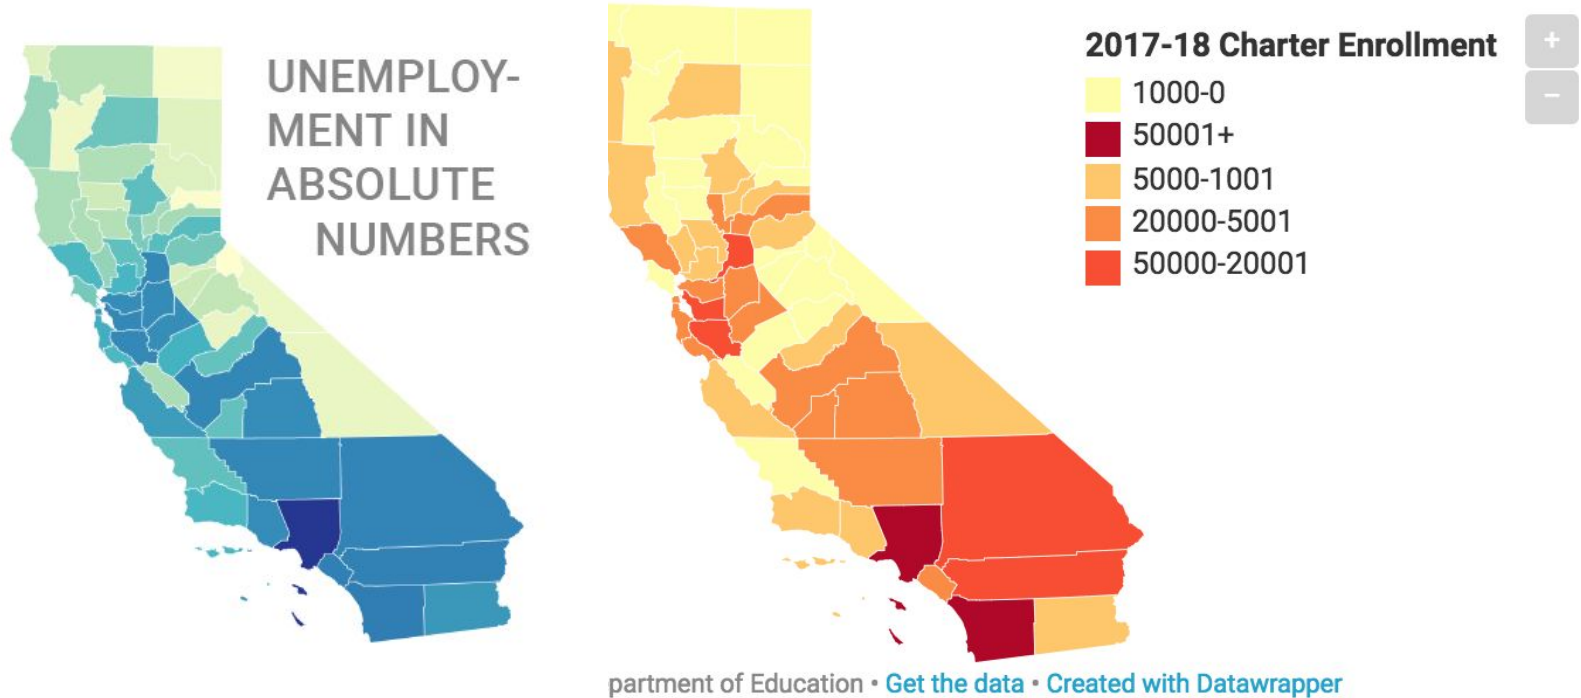 UNEMPLOY-
MENT IN
ABSOLUTE
NUMBERS
2017-18 Charter Enrollment
1000-0
50001+
5000-1001
20000-5001
50000-20001
+
−
partment of Education • Get the data • Created with Datawrapper